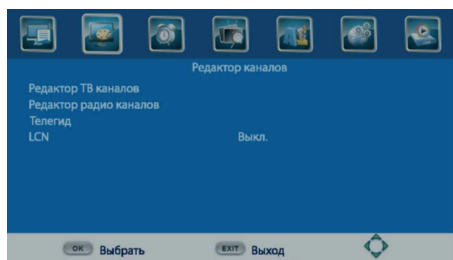 Редактор каналов
Редактор ТВ каналов
Редактор радио каналов
Телегид
LCN Выкл.
OK Выбрать EXIT Выход